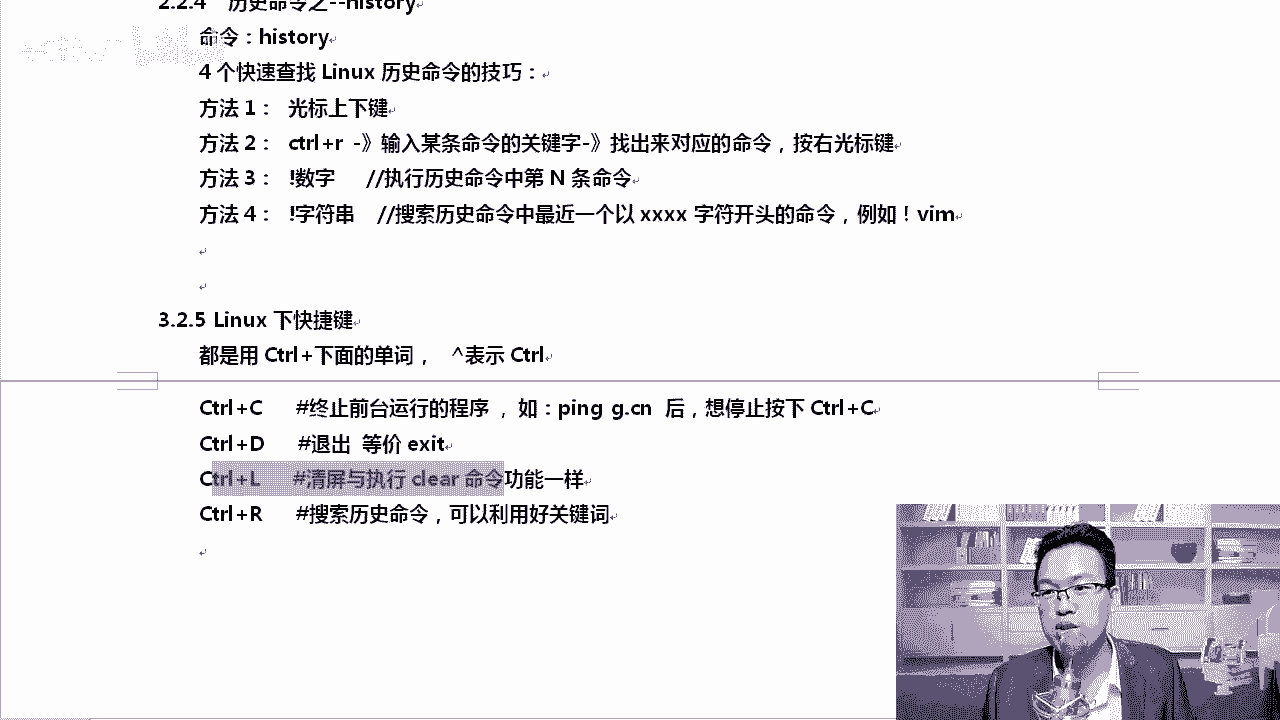 2.2.4 历史命令之--history
命令：history
4 个快速查找 Linux 历史命令的技巧：
方法 1： 光标上下键
方法 2： ctrl+r -》输入某条命令的关键字-》找出来对应的命令，按右光标键
方法 3： !数字 //执行历史命令中第 N 条命令
方法 4： !字符串 //搜索历史命令中最近一个以 xxxx 字符开头的命令，例如！vim
3.2.5 Linux 下快捷键
都是用 Ctrl+下面的单词， ^表示 Ctrl
Ctrl+C #终止前台运行的程序 ，如：ping g.cn 后，想停止按下 Ctrl+C
Ctrl+D #退出 等价 exit
Ctrl+L #清屏与执行 clear 命令功能一样
Ctrl+R #搜索历史命令，可以利用好关键词